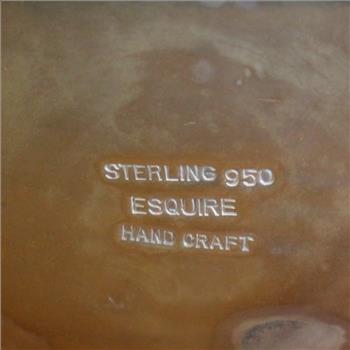 STERLING 950
ESQUIRE
HAND CRAFT